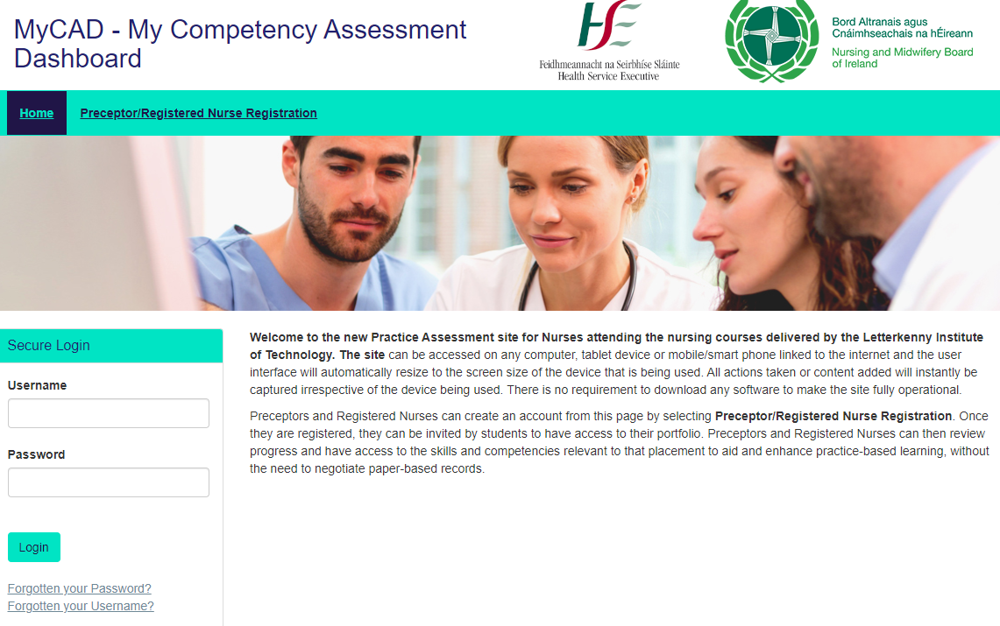 MyCAD - My Competency Assessment
Dashboard
Feidhmeannacht na Seirbhíse Sláinte
Health Service Executive
Bord Altranais agus
Cnáimhseachais na hÉireann
Nursing and Midwifery Board
of Ireland
Home
Preceptor/Registered Nurse Registration
Secure Login
Username
Password
Login
Forgotten your Password?
Forgotten your Username?
Welcome to the new Practice Assessment site for Nurses attending the nursing courses delivered by the Letterkenny Institute
of Technology. The site can be accessed on any computer, tablet device or mobile/smart phone linked to the internet and the user
interface will automatically resize to the screen size of the device that is being used. All actions taken or content added will instantly be
captured irrespective of the device being used. There is no requirement to download any software to make the site fully operational.
Preceptors and Registered Nurses can create an account from this page by selecting Preceptor/Registered Nurse Registration. Once
they are registered, they can be invited by students to have access to their portfolio. Preceptors and Registered Nurses can then review
progress and have access to the skills and competencies relevant to that placement to aid and enhance practice-based learning, without
the need to negotiate paper-based records.